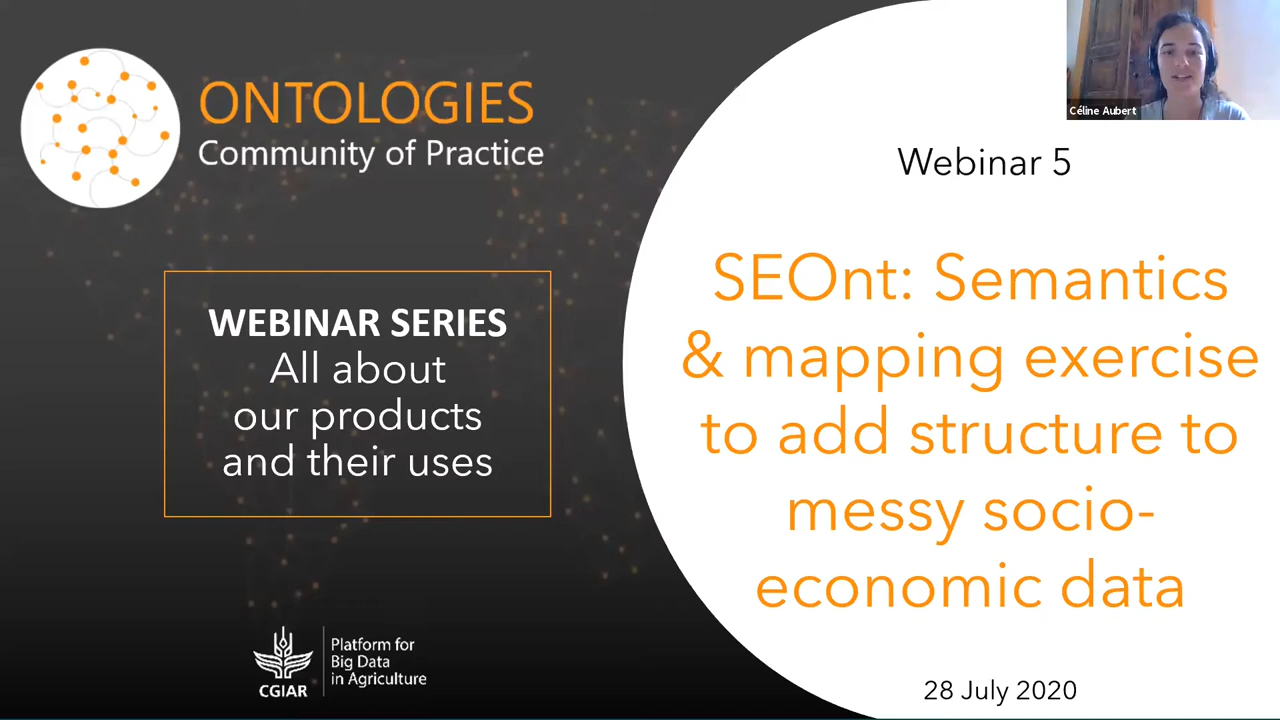 ONTOLOGIES
Community of Practice
WEBINAR SERIES
All about
our products
and their uses
CGIAR
Platform for
Big Data
in Agriculture
Céline Aubert
Webinar 5
SEOnt: Semantics
& mapping exercise
to add structure to
messy socio-
economic data
28 July 2020